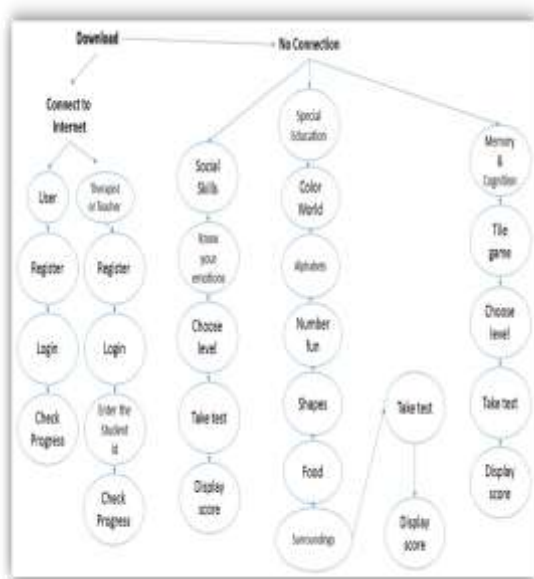 Download
No Connection
Connect to
Internet
User
Register
Login
Check
Progress
Therapist
or Teacher
Register
Login
Enter the
Student
Id
Check
Progress
Social
Skills
Know
your
emotions
Choose
level
Take test
Display
score
Special
Education
Color
World
Alphabets
Number
fun
Shapes
Food
Surroundings
Take test
Display
score
Memory
&
Cognition
Tile
game
Choose
level
Take test
Display
score